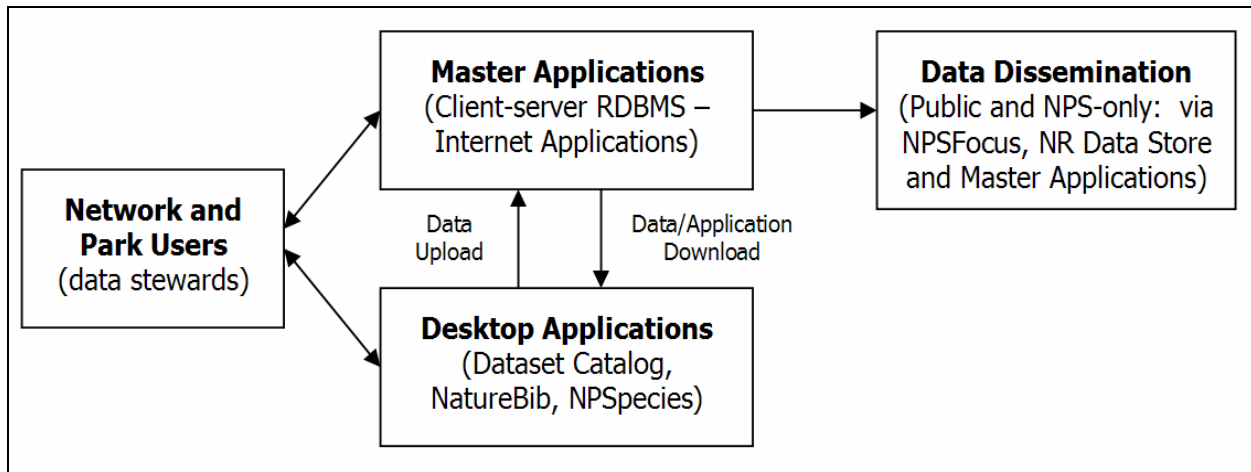 Network and
Park Users
(data stewards)
Master Applications
(Client-server RDBMS –
Internet Applications)
Data
Upload
Data/Application
Download
Desktop Applications
(Dataset Catalog,
NatureBib, NPSpecies)
Data Dissemination
(Public and NPS-only:  via
NPSFocus, NR Data Store
and Master Applications)